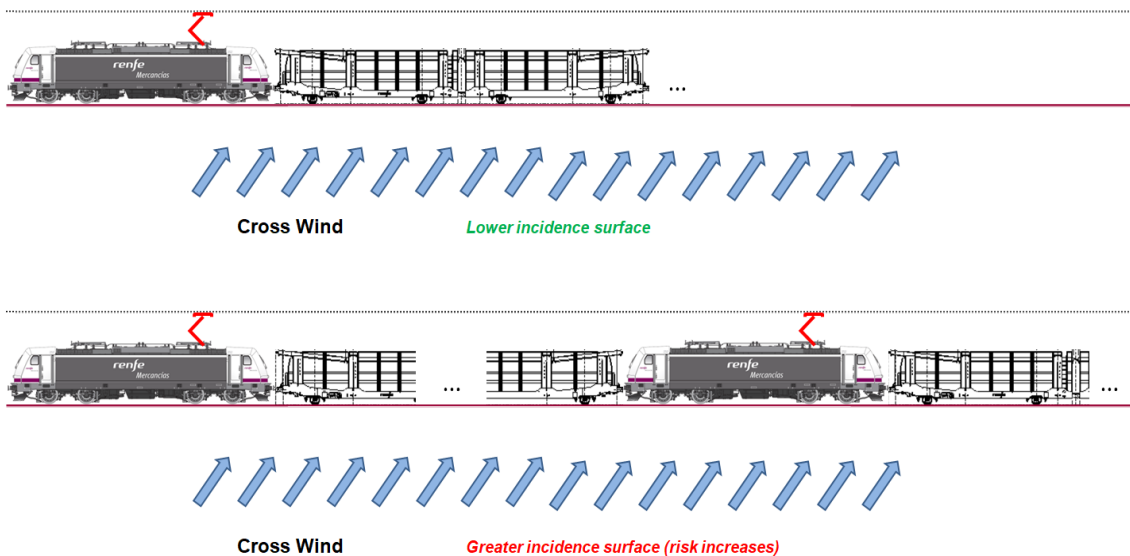 renfe
Mercancías
...
Cross Wind
Lower incidence surface
renfe
Mercancías
...
renfe
Mercancías
...
Cross Wind
Greater incidence surface (risk increases)